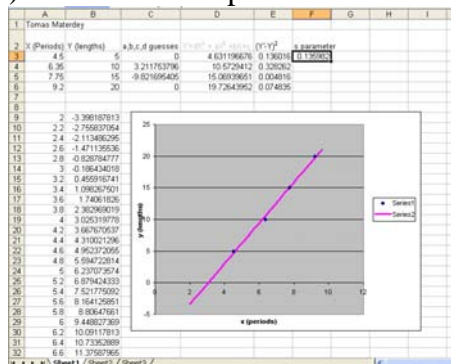 A B C D E F G H I
1 Tomas Materdey
2 X (Periods) Y (lengths) a,b,c,d guesses (Y'-Y)² s parameter
3 4.5 5 0 4.631196676 0.136016 0.135982
4 6.35 10 3.211753796 10.5729412 0.328262
5 7.75 15 -9.821695405 15.06939651 0.004816
6 9.2 20 0 19.72643952 0.074835
7
8
9 2 -3.398187813
10 2.2 -2.755837054
11 2.4 -2.113486295
12 2.6 -1.471135536
13 2.8 -0.828784777
14 3 -0.186434018
15 3.2 0.455916741
16 3.4 1.098267501
17 3.6 1.74061826
18 3.8 2.382969019
19 4 3.025319778
20 4.2 3.667670537
21 4.4 4.310021296
22 4.6 4.952372055
23 4.8 5.594722814
24 5 6.237073574
25 5.2 6.879424333
26 5.4 7.521775092
27 5.6 8.164125851
28 5.8 8.80647661
29 6 9.448827369
30 6.2 10.09117813
31 6.4 10.73352889
32 6.6 11.37587965
25
20
15
10
5
0
-5
0 2 4 6 8 10 12
y (lengths)
x (periods)
Series1
Series2
Sheet1 / Sheet2 / Sheet3